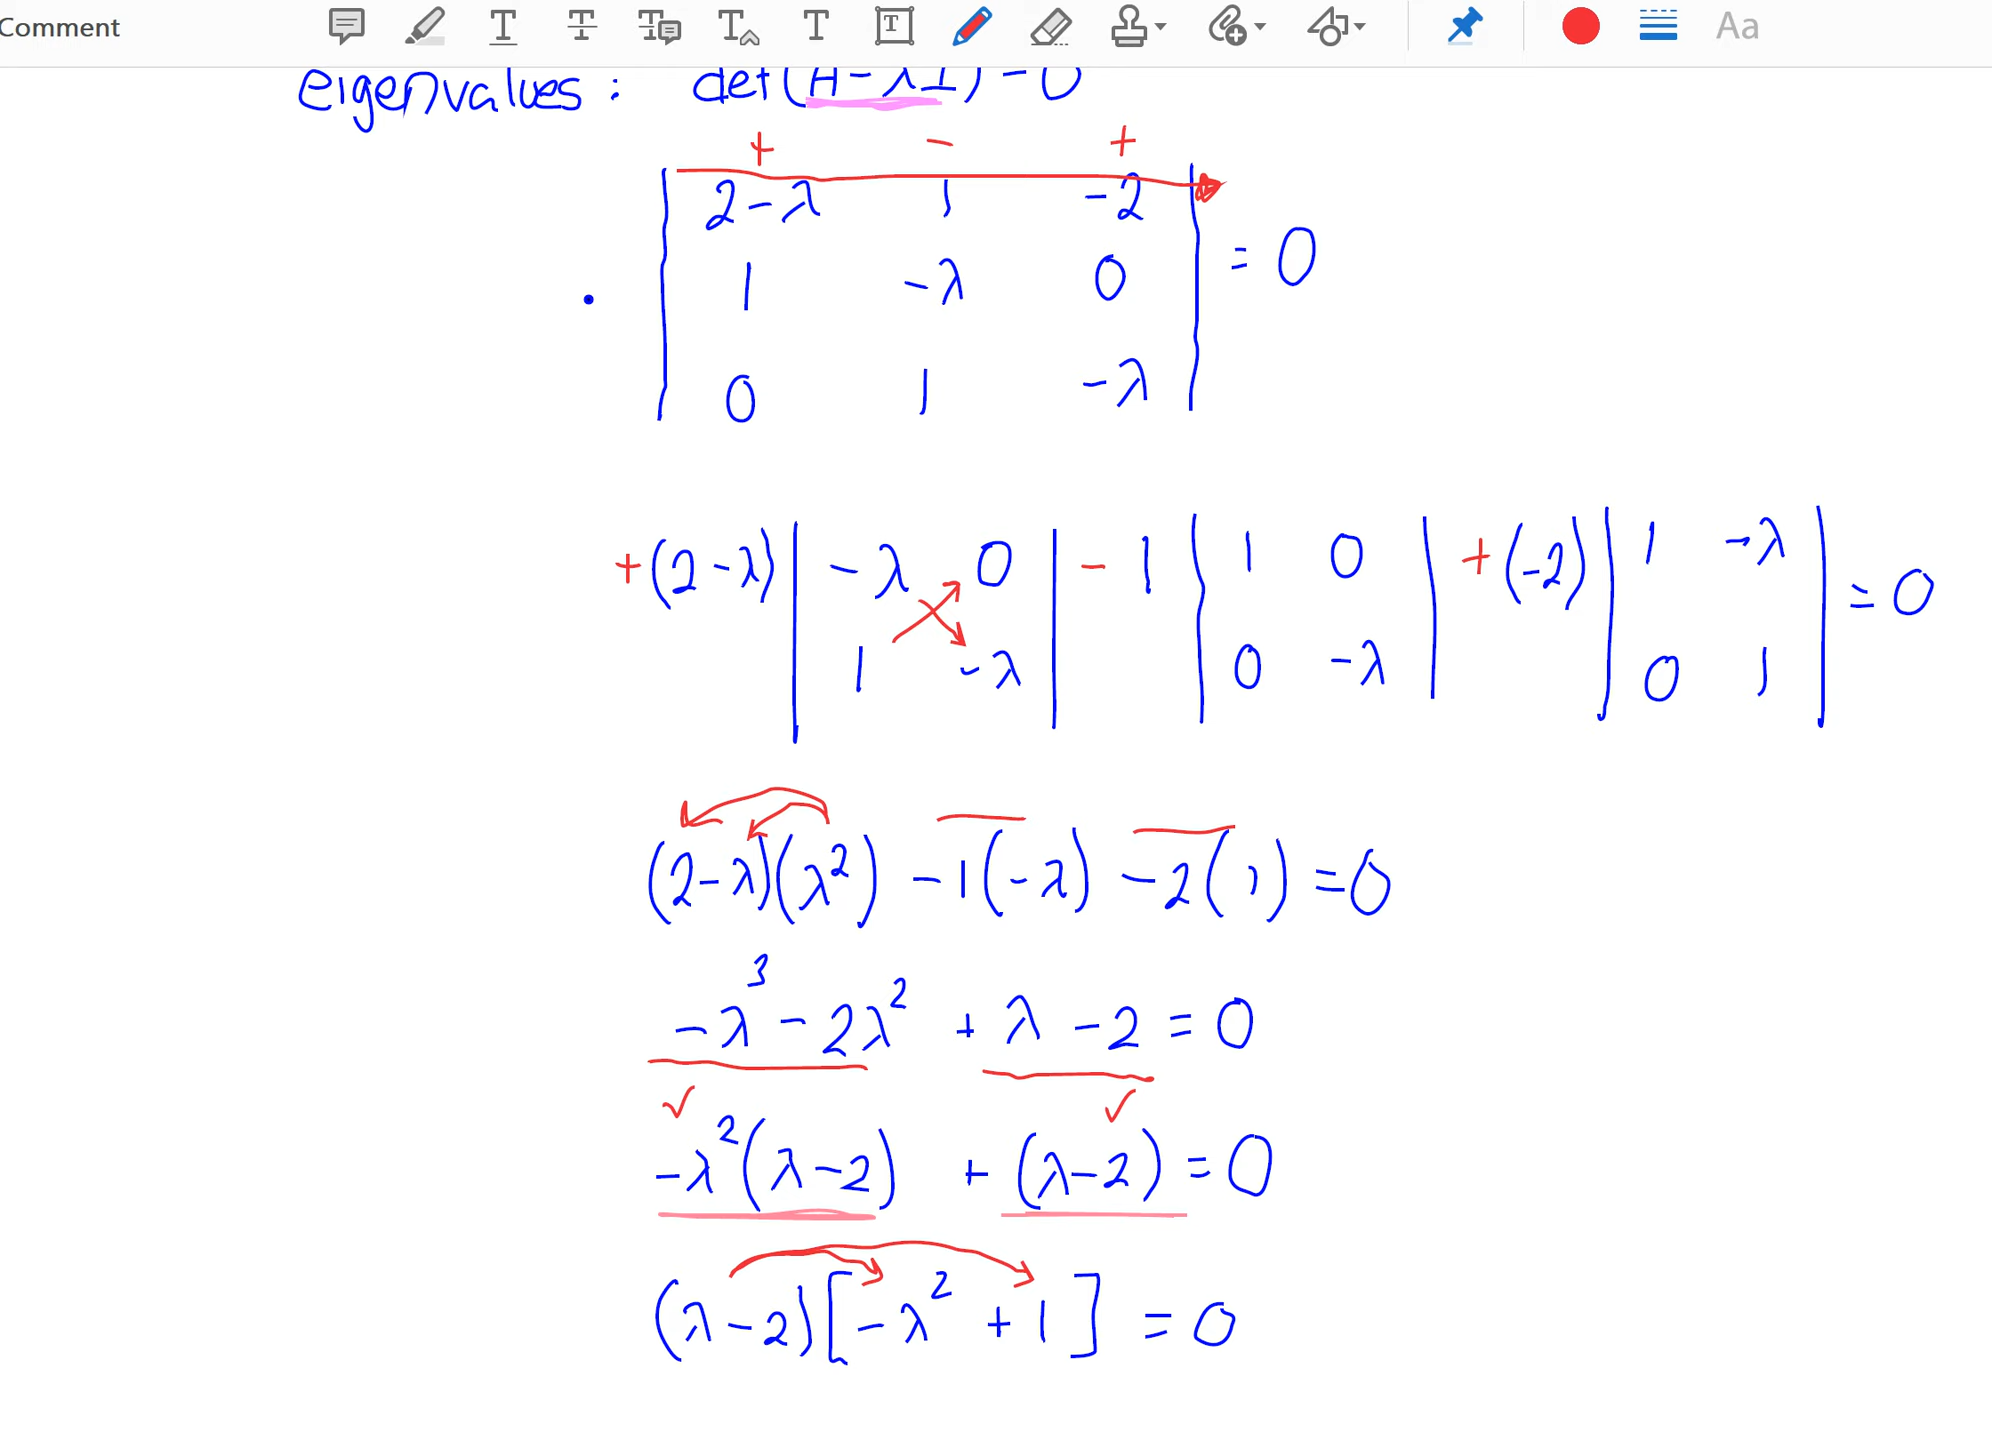 Comment T T T T T T Aa
eigenvalues : det(A - λI) - 0
+ - +
| 2-λ 1 -2 |
| 1 -λ 0 | = 0
| 0 1 -λ |
+(2-λ) | -λ 0 | - 1 | 1 0 | +(-2) | 1 -λ | = 0
| 1 -λ | | 0 -λ | | 0 1 |
(2-λ)(λ²) -1(-λ) -2(1) = 0
-λ³ - 2λ² + λ - 2 = 0
✓ ✓
-λ²(λ-2) + (λ-2) = 0
(λ-2)[-λ² + 1] = 0